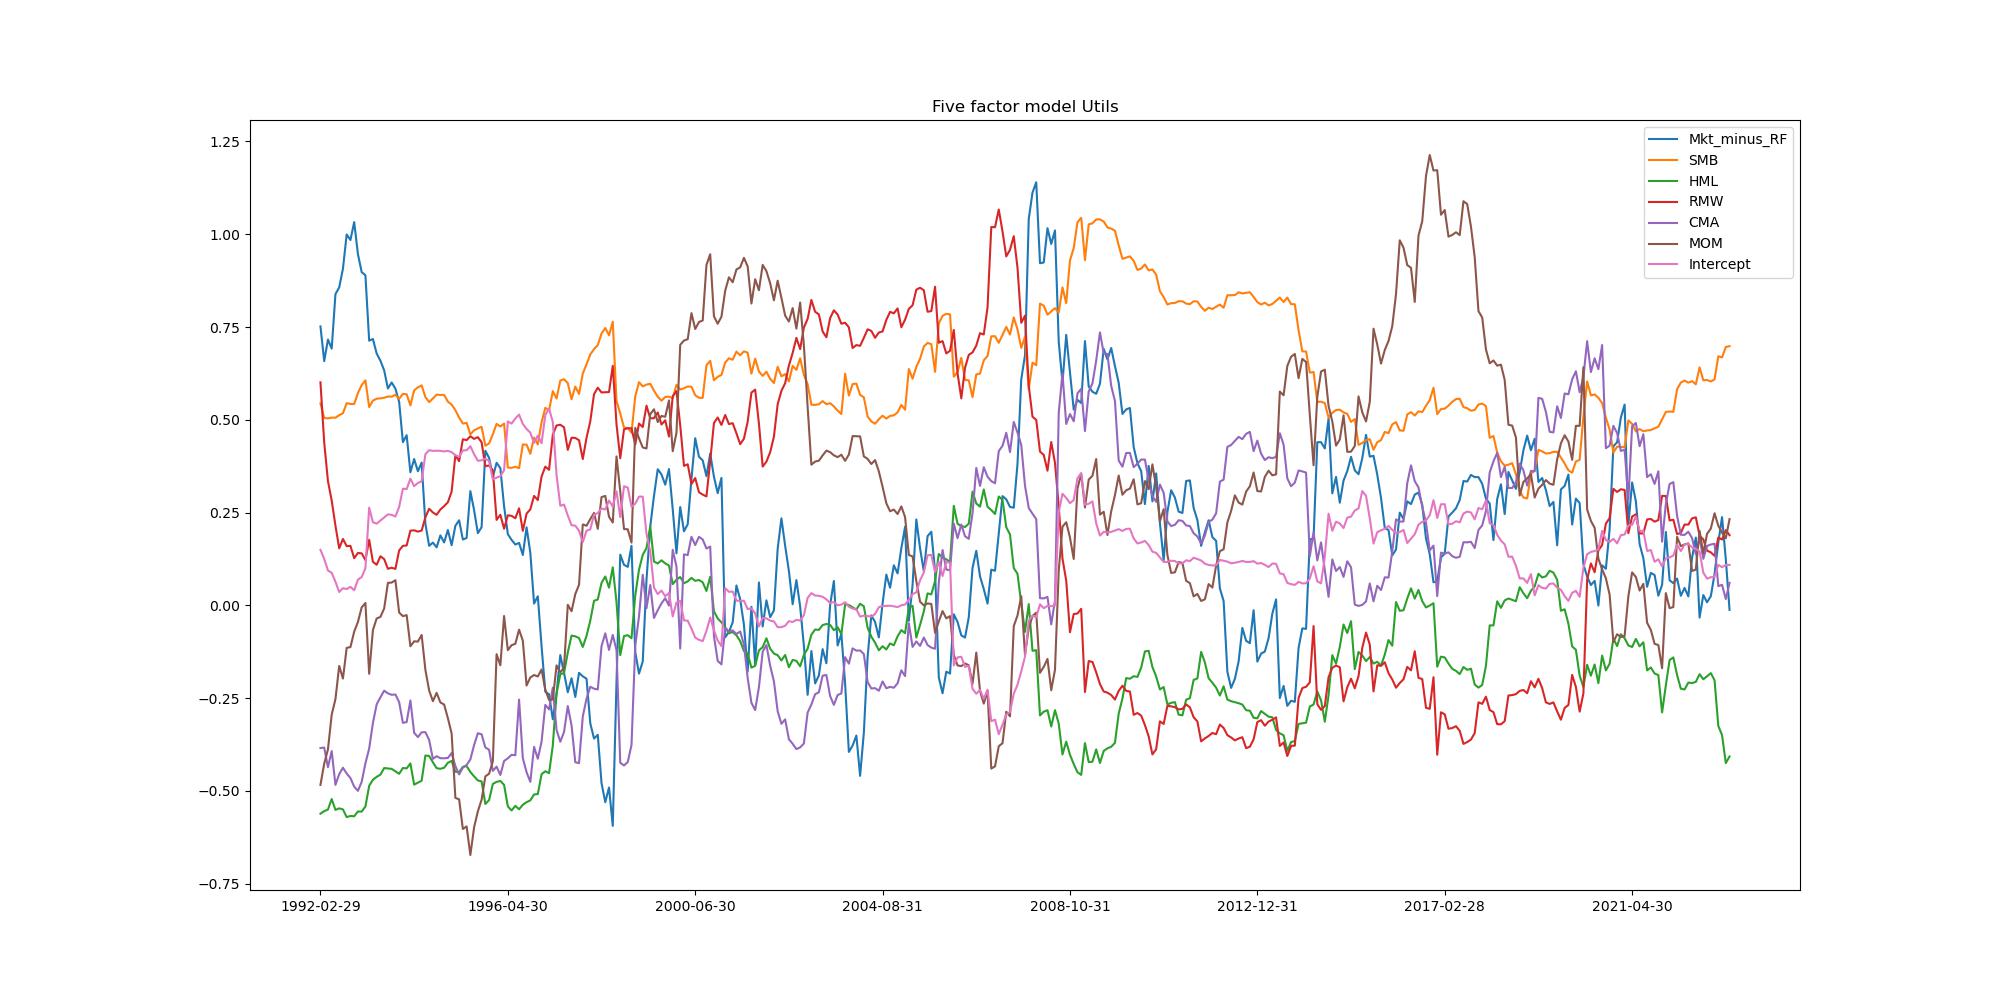 Five factor model Utils
1.25
1.00
0.75
0.50
0.25
0.00
−0.25
−0.50
−0.75
Mkt_minus_RF
SMB
HML
RMW
CMA
MOM
Intercept
1992-02-29 1996-04-30 2000-06-30 2004-08-31 2008-10-31 2012-12-31 2017-02-28 2021-04-30